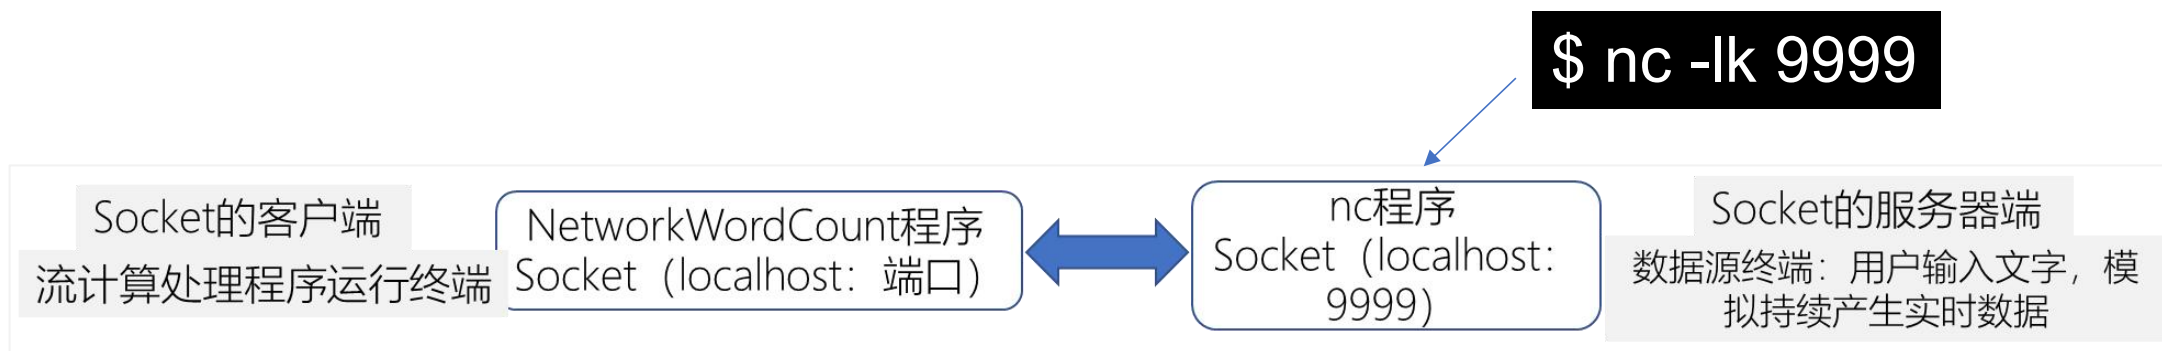 $ nc -lk 9999
Socket的客户端
流计算处理程序运行终端
NetworkWordCount程序
Socket（localhost：端口）
nc程序
Socket（localhost：
9999）
Socket的服务器端
数据源终端：用户输入文字，模
拟持续产生实时数据